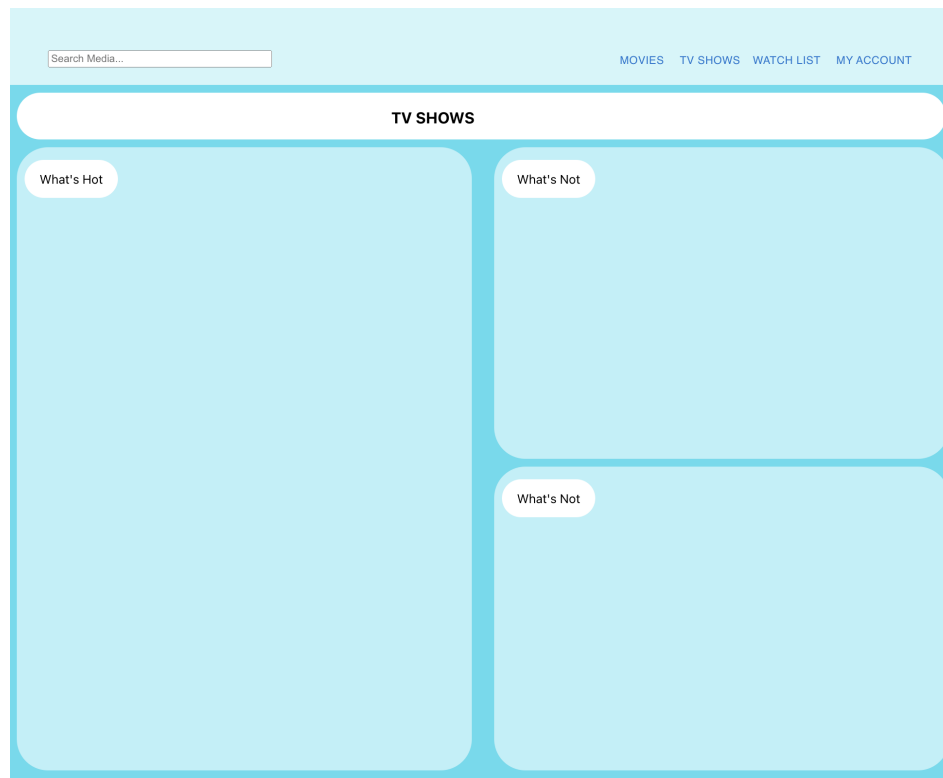 Search Media...
MOVIES TV SHOWS WATCH LIST MY ACCOUNT
TV SHOWS
What's Hot
What's Not
What's Not